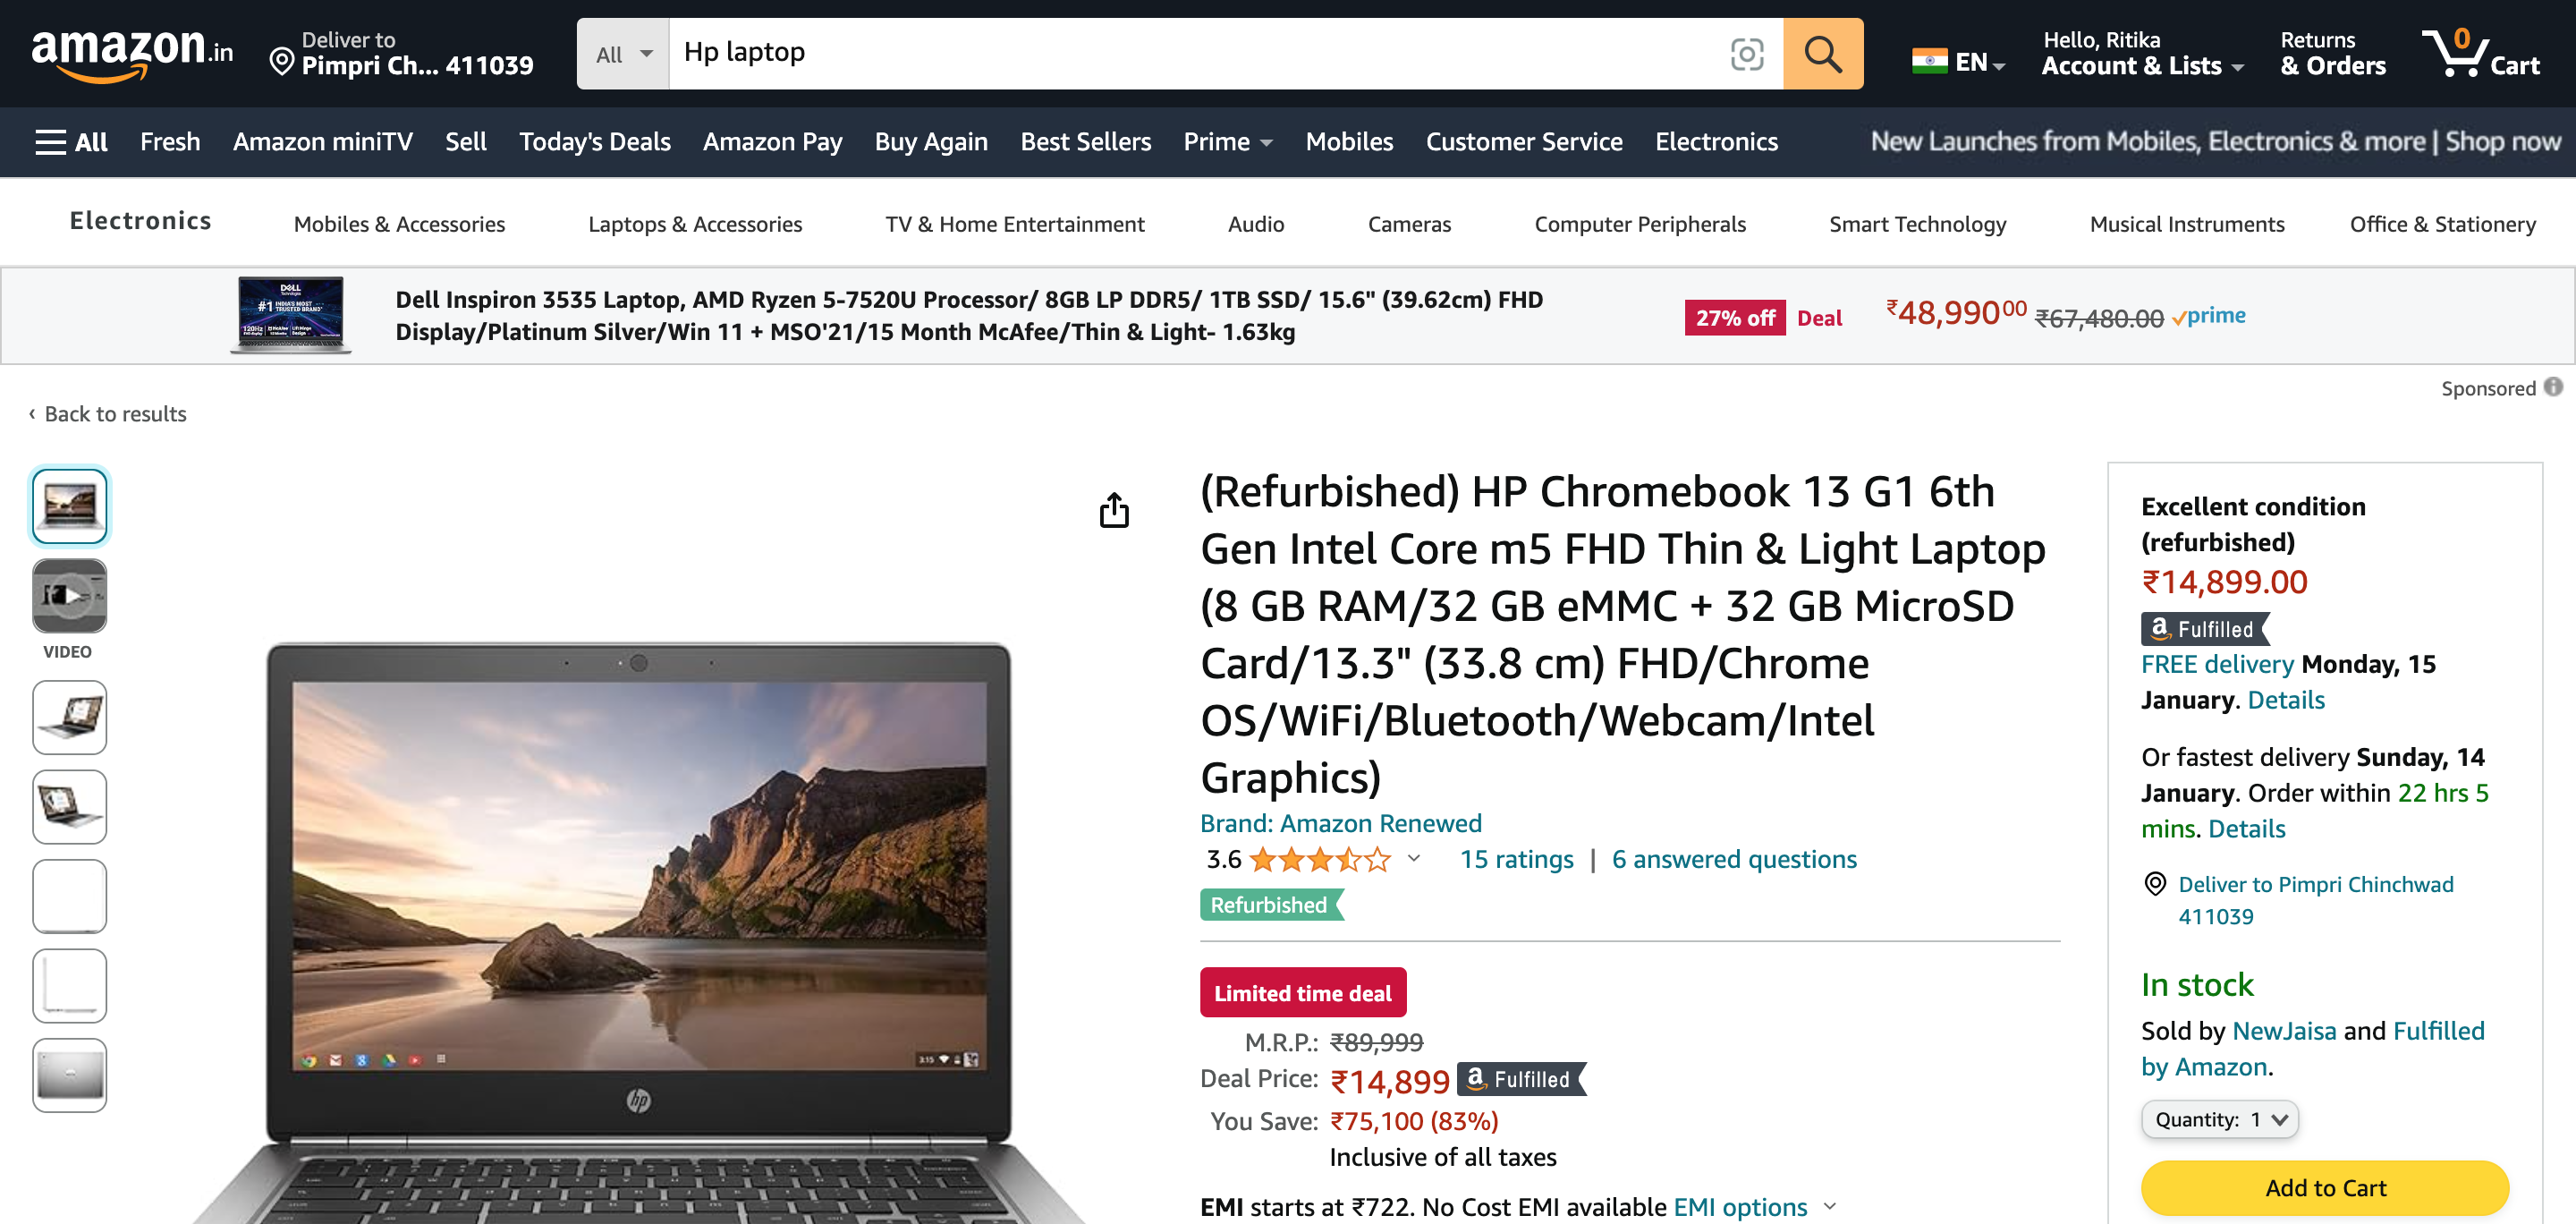 amazon.in
Deliver to
Pimpri Ch... 411039
All
Hp laptop
EN
Hello, Ritika
Account & Lists
Returns
& Orders
0
Cart
All
Fresh
Amazon miniTV
Sell
Today's Deals
Amazon Pay
Buy Again
Best Sellers
Prime
Mobiles
Customer Service
Electronics
New Launches from Mobiles, Electronics & more | Shop now
Electronics
Mobiles & Accessories
Laptops & Accessories
TV & Home Entertainment
Audio
Cameras
Computer Peripherals
Smart Technology
Musical Instruments
Office & Stationery
DELL
Technologies
#1 INDIA'S MOST TRUSTED BRAND*
120Hz
Dell Inspiron 3535 Laptop, AMD Ryzen 5-7520U Processor/ 8GB LP DDR5/ 1TB SSD/ 15.6" (39.62cm) FHD
Display/Platinum Silver/Win 11 + MSO'21/15 Month McAfee/Thin & Light- 1.63kg
27% off
Deal
₹48,99000
₹67,480.00
prime
Sponsored
‹ Back to results
VIDEO
3:15
hp
(Refurbished) HP Chromebook 13 G1 6th
Gen Intel Core m5 FHD Thin & Light Laptop
(8 GB RAM/32 GB eMMC + 32 GB MicroSD
Card/13.3" (33.8 cm) FHD/Chrome
OS/WiFi/Bluetooth/Webcam/Intel
Graphics)
Brand: Amazon Renewed
3.6
15 ratings | 6 answered questions
Refurbished
Limited time deal
M.R.P.: ₹89,999
Deal Price: ₹14,899 a Fulfilled
You Save: ₹75,100 (83%)
Inclusive of all taxes
EMI starts at ₹722. No Cost EMI available EMI options
Excellent condition
(refurbished)
₹14,899.00
a Fulfilled
FREE delivery Monday, 15
January. Details
Or fastest delivery Sunday, 14
January. Order within 22 hrs 5
mins. Details
Deliver to Pimpri Chinchwad
411039
In stock
Sold by NewJaisa and Fulfilled
by Amazon.
Quantity: 1
Add to Cart